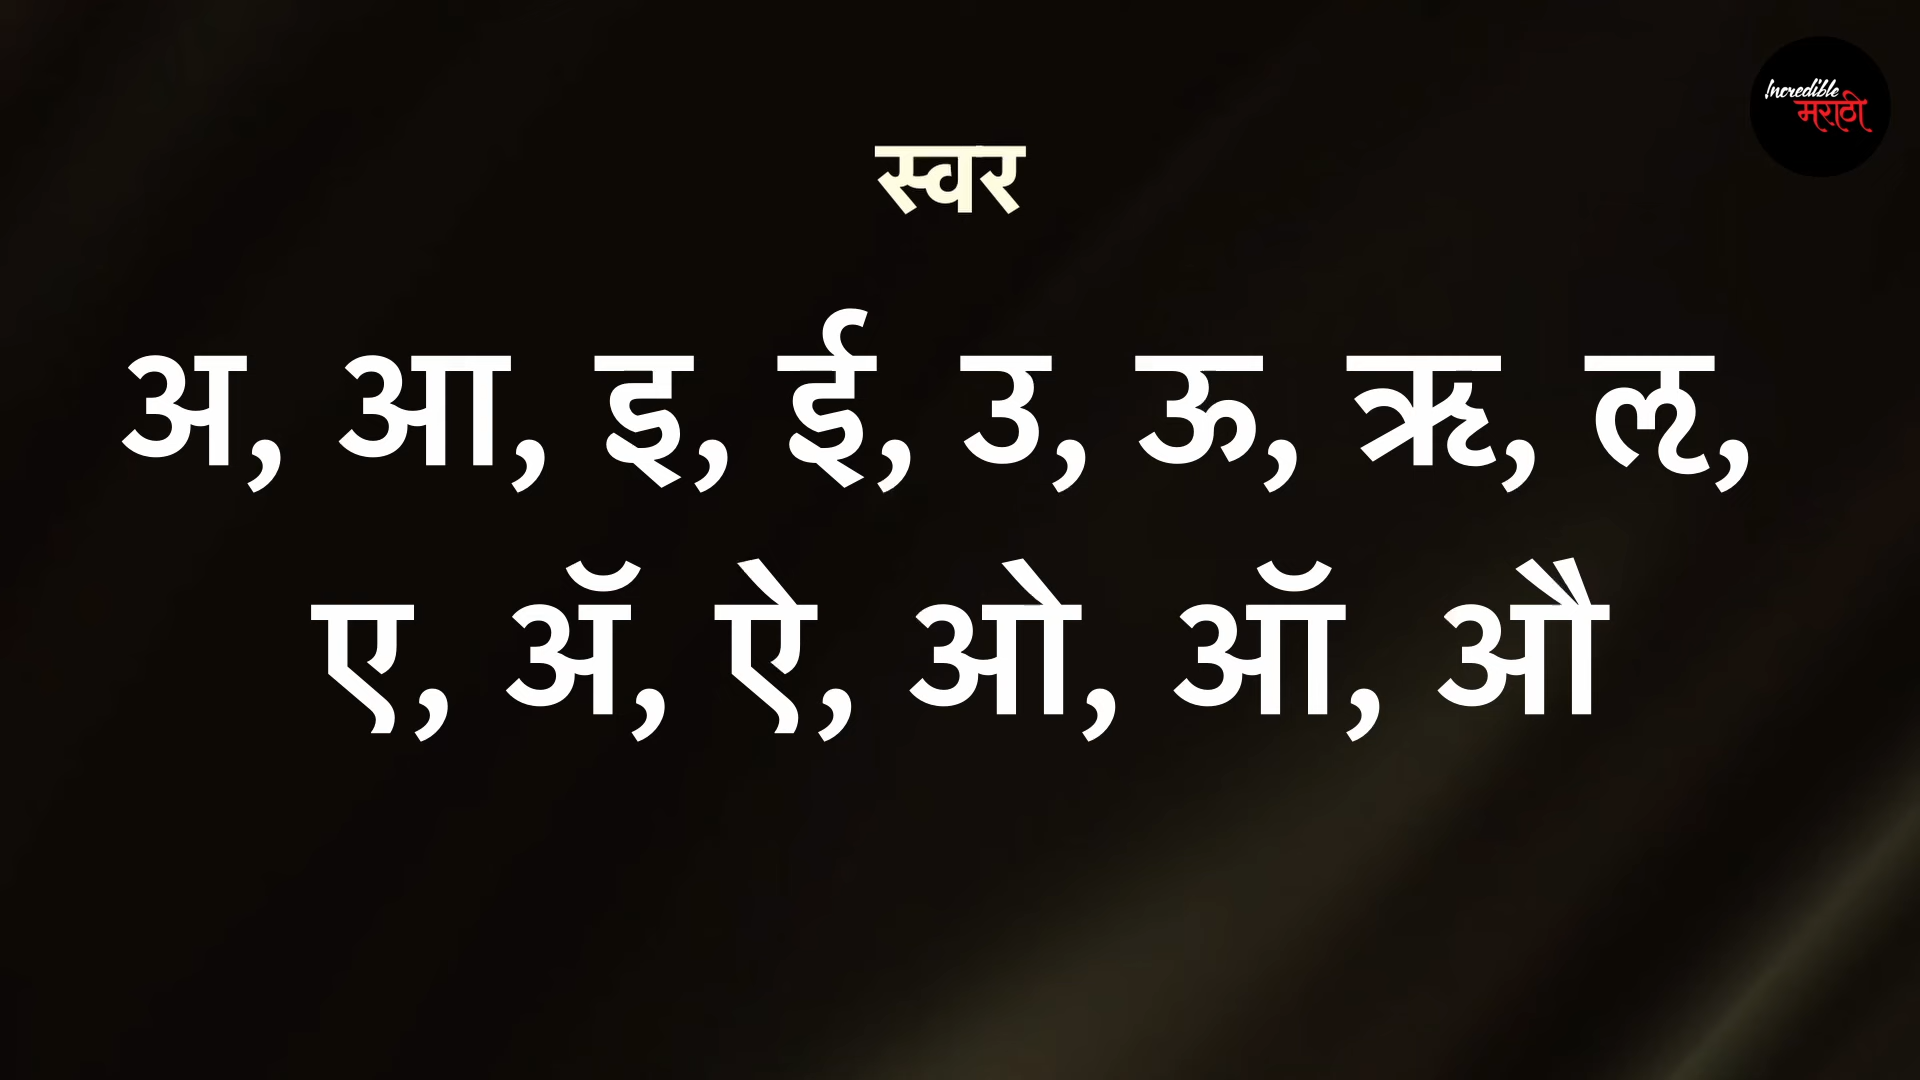 Incredible
मराठी
स्वर
अ, आ, इ, ई, उ, ऊ, ऋ, ऌ,
ए, ॲ, ऐ, ओ, ऑ, औ